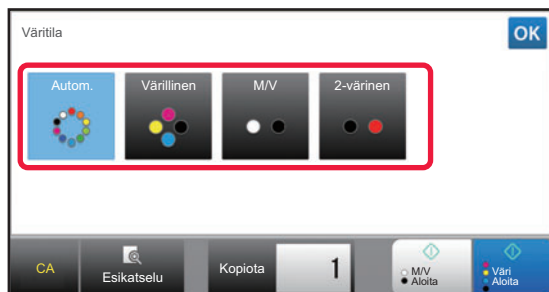 Väritila
OK
Autom.
Värillinen
M/V
2-värinen
CA
Esikatselu
Kopiota
1
M/V
Aloita
Väri
Aloita